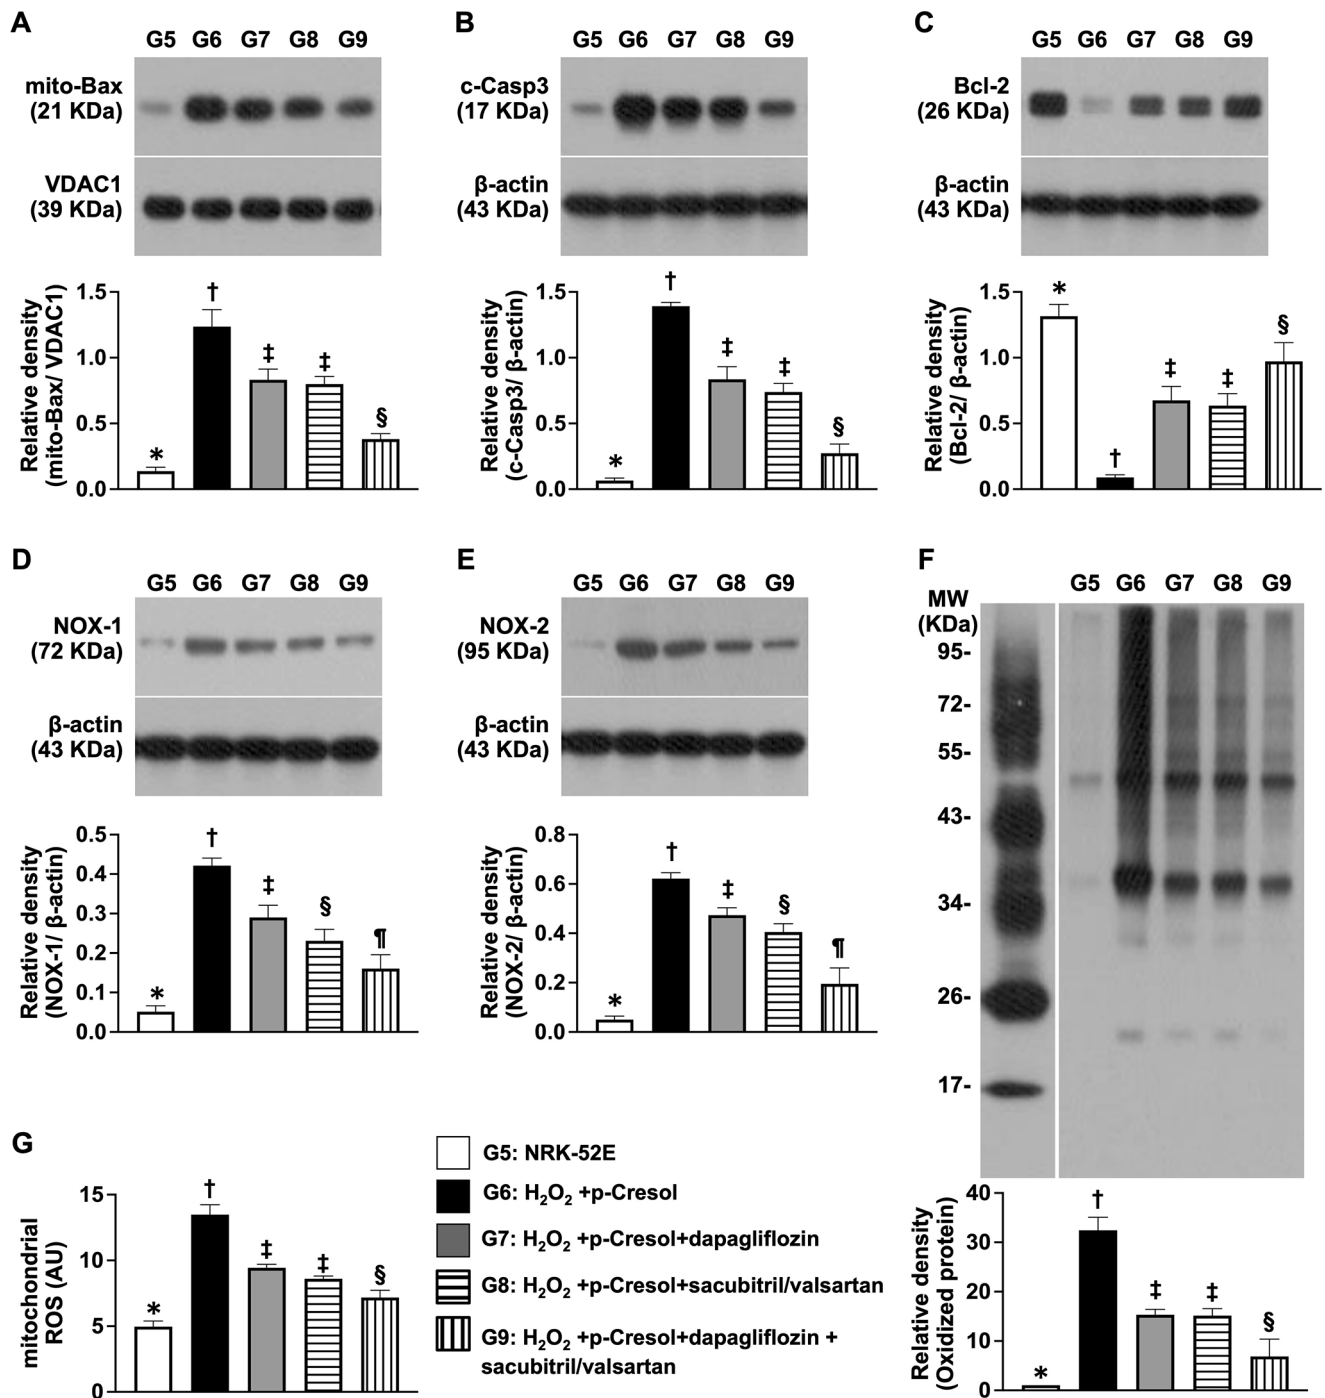 A
G5 G6 G7 G8 G9
mito-Bax
(21 KDa)
VDAC1
(39 KDa)
Relative density
(mito-Bax/ VDAC1)
1.5
1.0
0.5
0.0
* † ‡ ‡ §
B
G5 G6 G7 G8 G9
c-Casp3
(17 KDa)
β-actin
(43 KDa)
Relative density
(c-Casp3/ β-actin)
1.5
1.0
0.5
0.0
* † ‡ ‡ §
C
G5 G6 G7 G8 G9
Bcl-2
(26 KDa)
β-actin
(43 KDa)
Relative density
(Bcl-2/ β-actin)
1.5
1.0
0.5
0.0
* † ‡ ‡ §
D
G5 G6 G7 G8 G9
NOX-1
(72 KDa)
β-actin
(43 KDa)
Relative density
(NOX-1/ β-actin)
0.5
0.4
0.3
0.2
0.1
0.0
* † ‡ § ¶
E
G5 G6 G7 G8 G9
NOX-2
(95 KDa)
β-actin
(43 KDa)
Relative density
(NOX-2/ β-actin)
0.8
0.6
0.4
0.2
0.0
* † ‡ § ¶
F
G5 G6 G7 G8 G9
MW
(KDa)
95-
72-
55-
43-
34-
26-
17-
Relative density
(Oxidized protein)
40
30
20
10
0
* † ‡ ‡ §
G
mitochondrial
ROS (AU)
15
10
5
0
* † ‡ ‡ §
G5: NRK-52E
G6: H₂O₂ +p-Cresol
G7: H₂O₂ +p-Cresol+dapagliflozin
G8: H₂O₂ +p-Cresol+sacubitril/valsartan
G9: H₂O₂ +p-Cresol+dapagliflozin +
sacubitril/valsartan